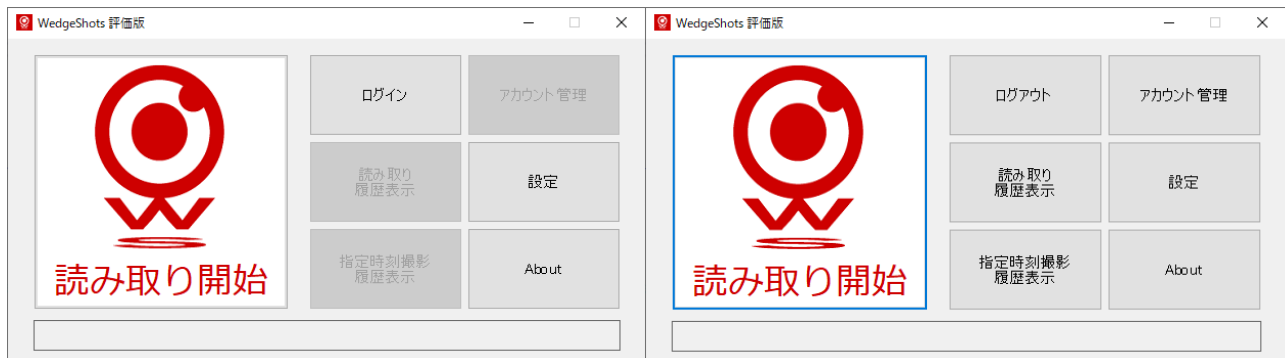 WedgeShots 評価版
ログイン
アカウント管理
読み取り
履歴表示
設定
指定時刻撮影
履歴表示
About
読み取り開始
WedgeShots 評価版
ログアウト
アカウント管理
読み取り
履歴表示
設定
指定時刻撮影
履歴表示
About
読み取り開始